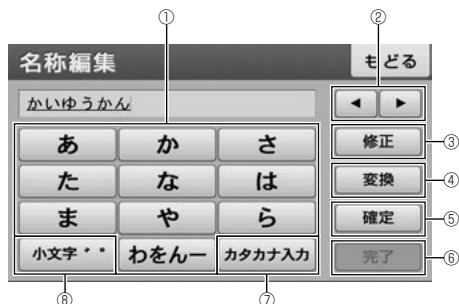 ① ②
名称編集 もどる
かいゆうかん ◀ ▶
あ か さ 修正 ③
た な は 変換 ④
ま や ら 確定 ⑤
小文字゛゜ わをんー カタカナ入力 完了 ⑥
⑧ ⑦